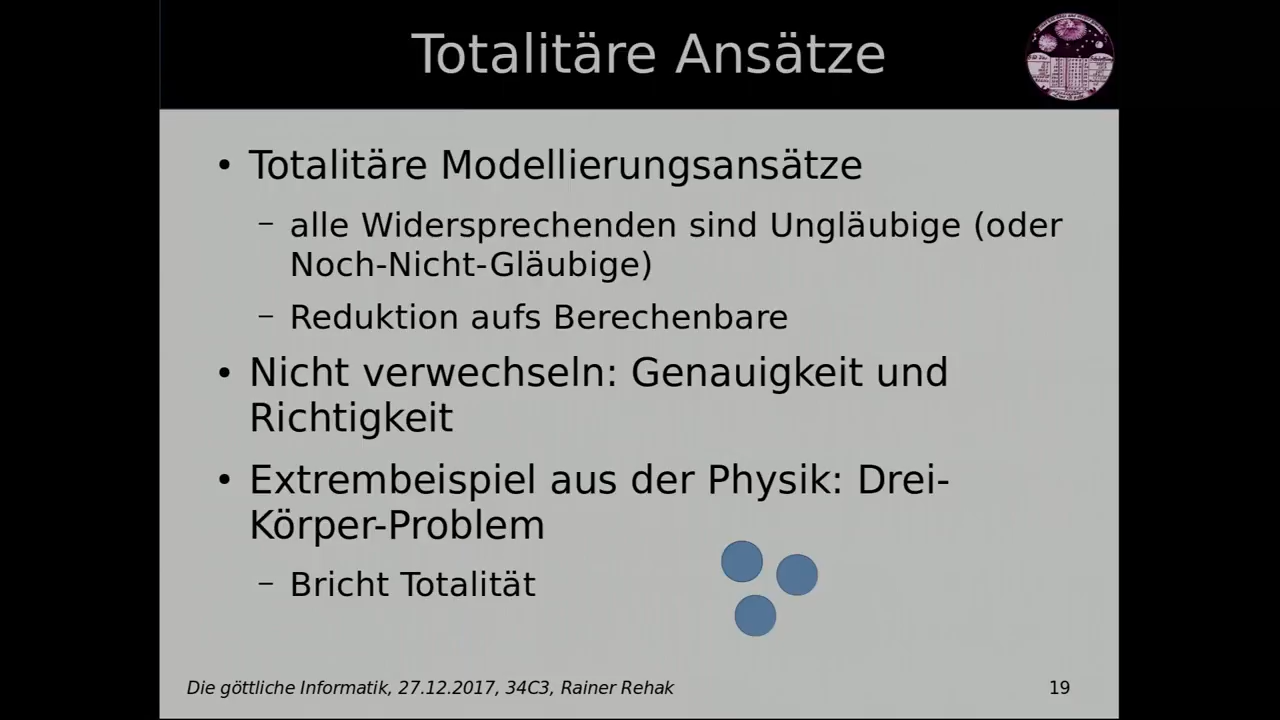 Totalitäre Ansätze
• Totalitäre Modellierungsansätze
– alle Widersprechenden sind Ungläubige (oder
Noch-Nicht-Gläubige)
– Reduktion aufs Berechenbare
• Nicht verwechseln: Genauigkeit und
Richtigkeit
• Extrembeispiel aus der Physik: Drei-
Körper-Problem
– Bricht Totalität
Die göttliche Informatik, 27.12.2017, 34C3, Rainer Rehak
19